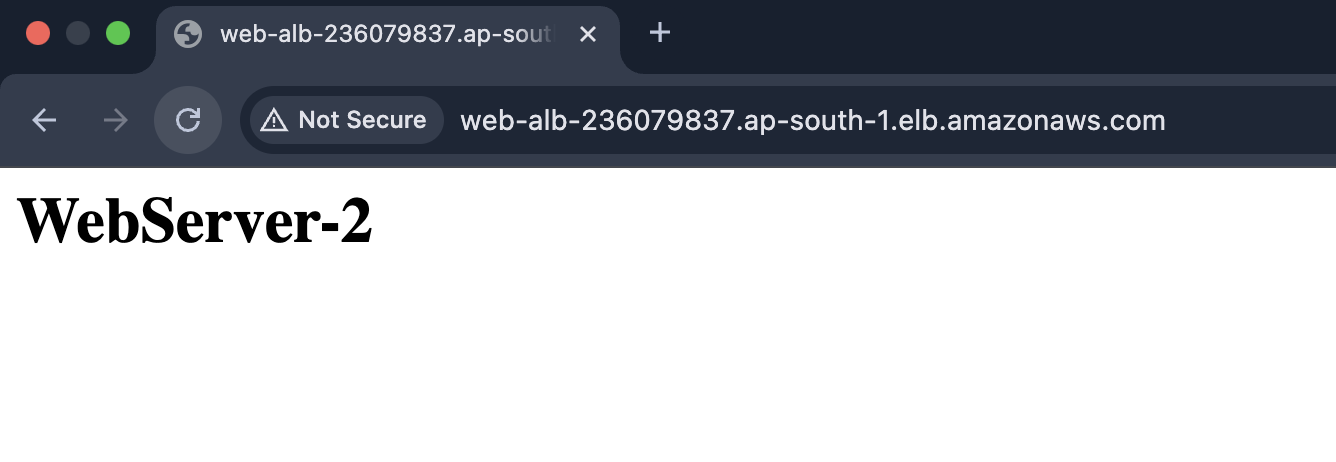 web-alb-236079837.ap-sout
Not Secure web-alb-236079837.ap-south-1.elb.amazonaws.com
WebServer-2